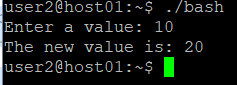 user2@host01:~$ ./bash
Enter a value: 10
The new value is: 20
user2@host01:~$